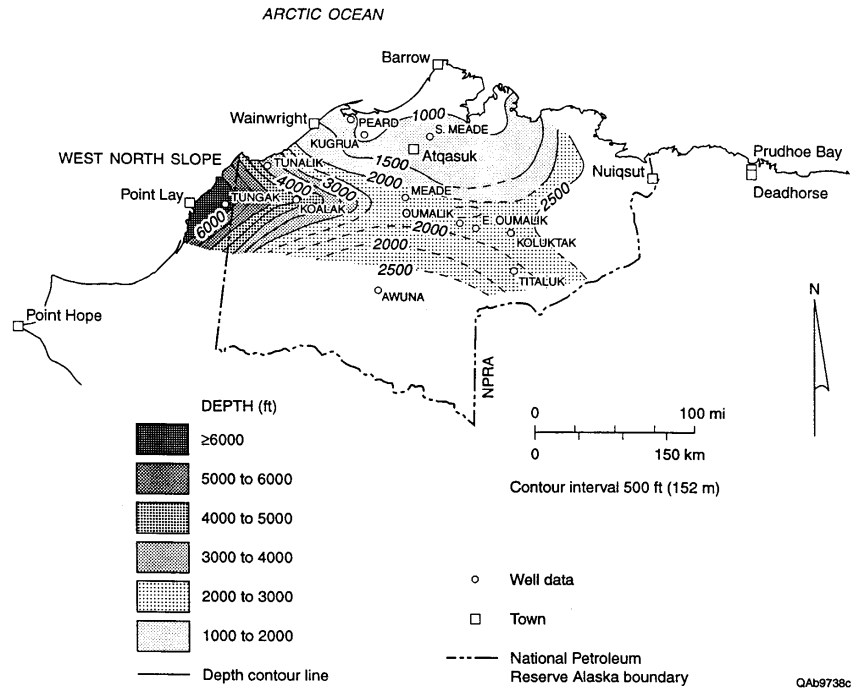 ARCTIC OCEAN
Barrow
Wainwright
PEARD
1000
S. MEADE
KUGRUA
Atqasuk
Prudhoe Bay
WEST NORTH SLOPE
TUNALIK
1500
Nuiqsut
Deadhorse
2000
2500
Point Lay
TUNGAK
4000
3000
KOALAK
MEADE
OUMALIK
E. OUMALIK
6000
2000
KOLUKTAK
2000
2500
TITALUK
AWUNA
Point Hope
N
NPRA
DEPTH (ft)
≥6000
5000 to 6000
4000 to 5000
3000 to 4000
2000 to 3000
1000 to 2000
Depth contour line
0 100 mi
0 150 km
Contour interval 500 ft (152 m)
Well data
Town
National Petroleum
Reserve Alaska boundary
QAb9738c